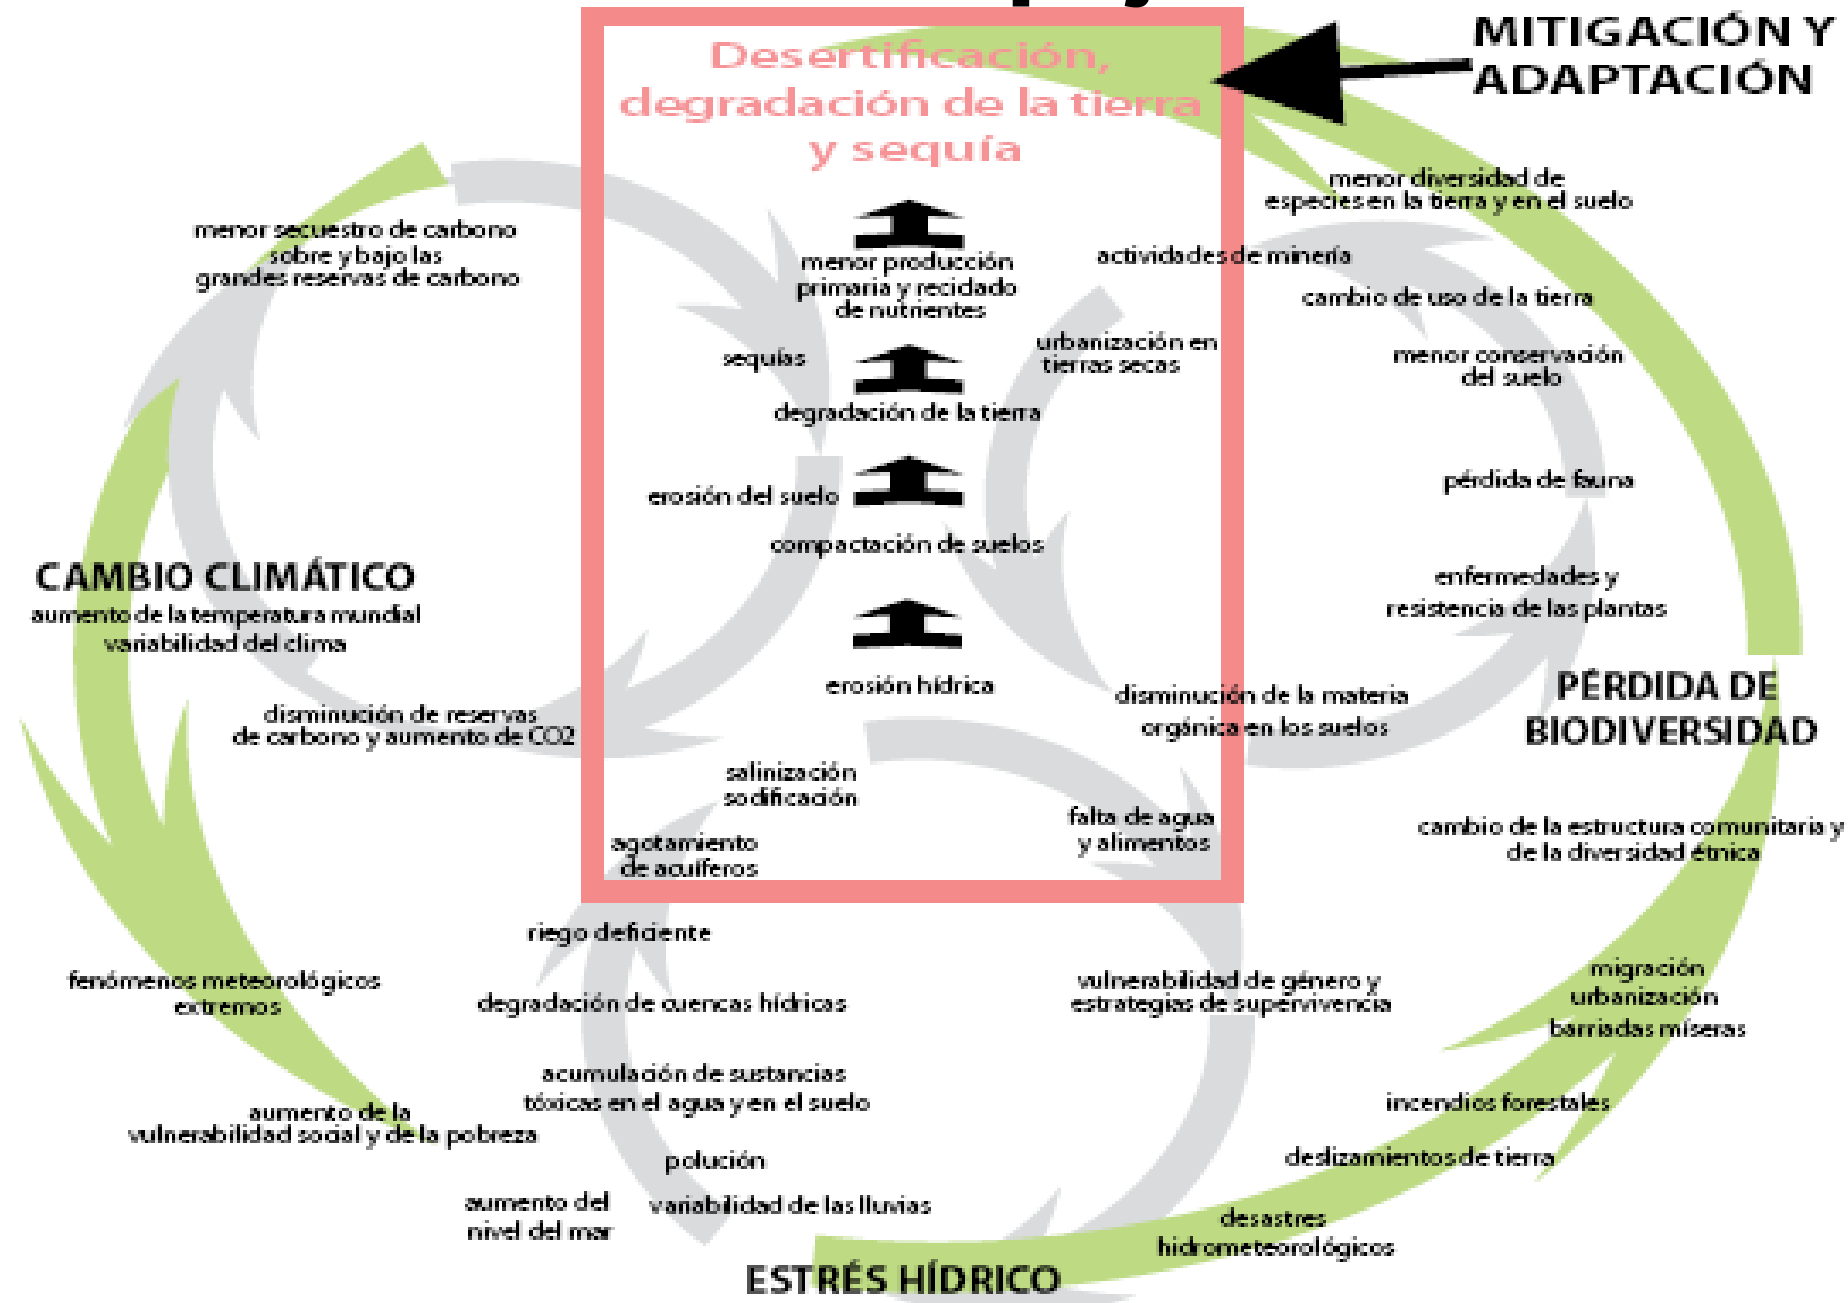 MITIGACIÓN Y
ADAPTACIÓN
Desertificación,
degradación de la tierra
y sequía
menor diversidad de
especies en la tierra y en el suelo
menor secuestro de carbono
sobre y bajo las
grandes reservas de carbono
menor producción
primaria y reciclado
de nutrientes
actividades de minería
cambio de uso de la tierra
sequías
urbanización en
tierras secas
menor conservación
del suelo
degradación de la tierra
erosión del suelo
pérdida de fauna
compactación de suelos
CAMBIO CLIMÁTICO
aumento de la temperatura mundial
variabilidad del clima
enfermedades y
resistencia de las plantas
erosión hídrica
disminución de la materia
orgánica en los suelos
PÉRDIDA DE
BIODIVERSIDAD
disminución de reservas
de carbono y aumento de CO2
salinización
sodificación
falta de agua
y alimentos
agotamiento
de acuíferos
cambio de la estructura comunitaria y
de la diversidad étnica
riego deficiente
fenómenos meteorológicos
extremos
degradación de cuencas hídricas
vulnerabilidad de género y
estrategias de supervivencia
migración
urbanización
barriadas míseras
acumulación de sustancias
tóxicas en el agua y en el suelo
aumento de la
vulnerabilidad social y de la pobreza
incendios forestales
polución
deslizamientos de tierra
aumento del
nivel del mar
variabilidad de las lluvias
desastres
hidrometeorológicos
ESTRÉS HÍDRICO